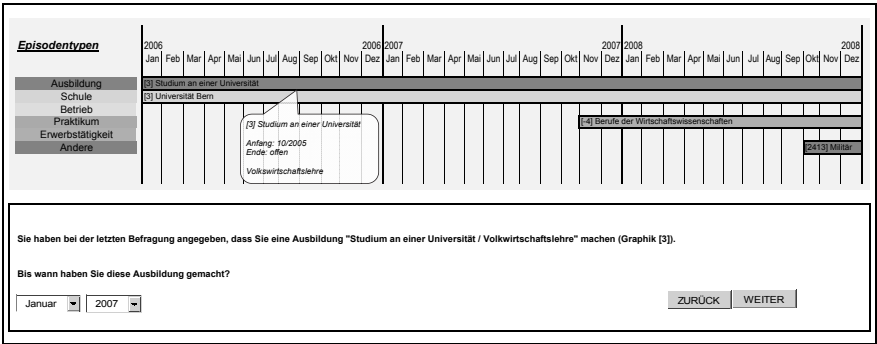 Episodentypen
2006 2006 2007 2007 2008 2008
Jan Feb Mar Apr Mai Jun Jul Aug Sep Okt Nov Dez Jan Feb Mar Apr Mai Jun Jul Aug Sep Okt Nov Dez Jan Feb Mar Apr Mai Jun Jul Aug Sep Okt Nov Dez
Ausbildung [3] Studium an einer Universität
Schule [3] Universität Bern
Betrieb
Praktikum [-4] Berufe der Wirtschaftswissenschaften
Erwerbstätigkeit
Andere [2413] Militär
[3] Studium an einer Universität
Anfang: 10/2005
Ende: offen
Volkswirtschaftslehre
Sie haben bei der letzten Befragung angegeben, dass Sie eine Ausbildung "Studium an einer Universität / Volkwirtschaftslehre" machen (Graphik [3]).
Bis wann haben Sie diese Ausbildung gemacht?
Januar 2007 ZURÜCK WEITER